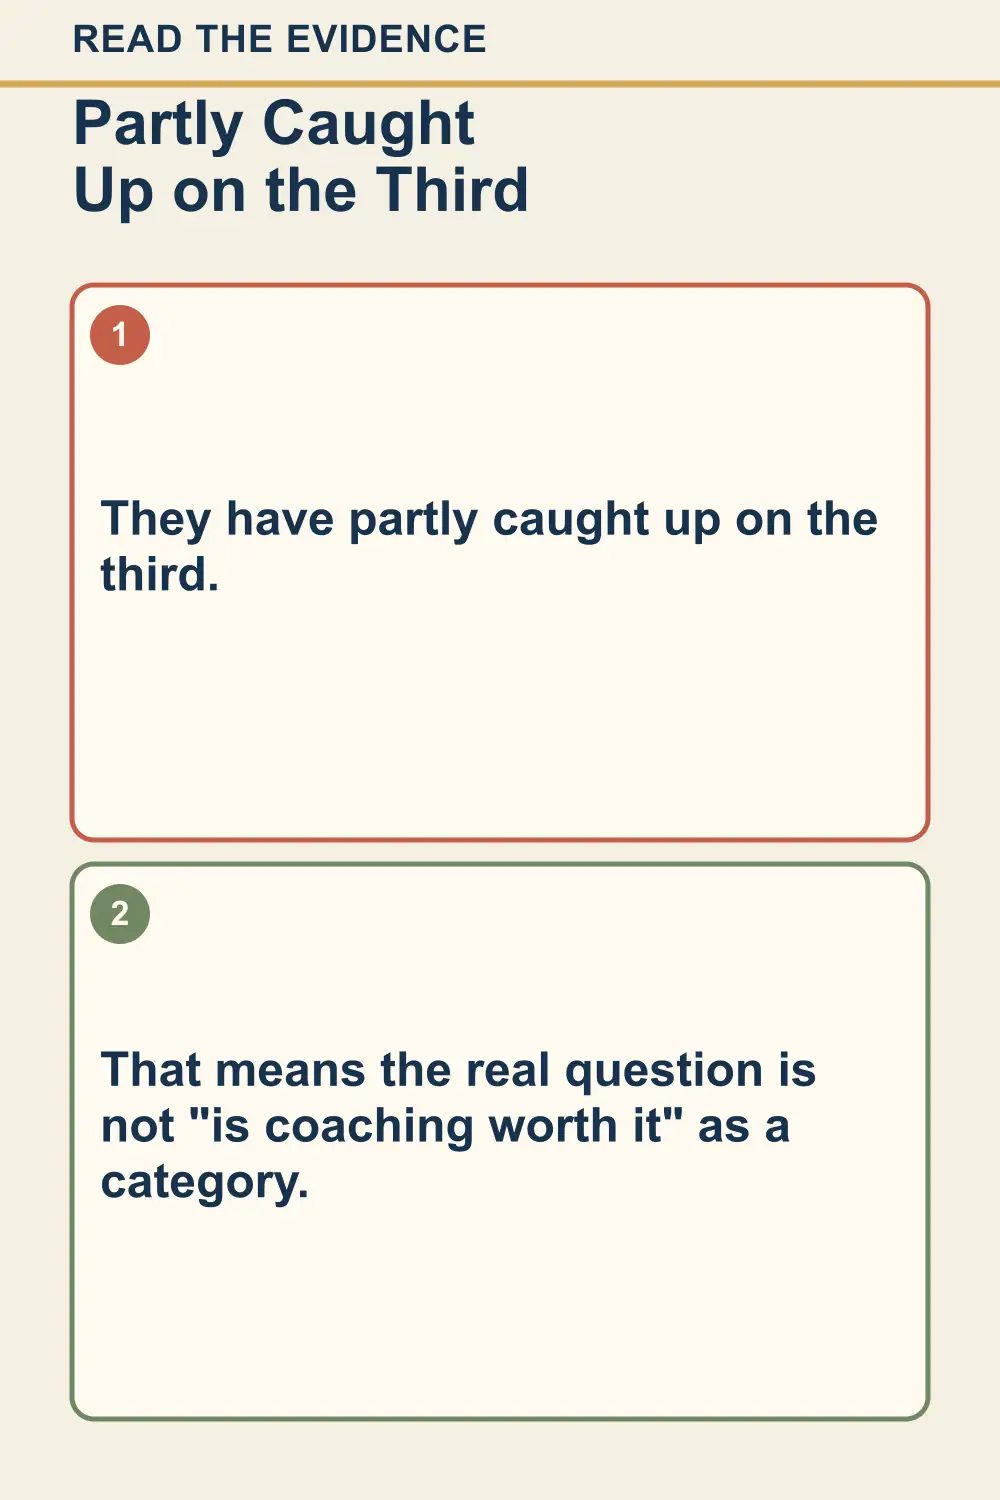 READ THE EVIDENCE
Partly Caught
Up on the Third
1
They have partly caught up on the
third.
2
That means the real question is
not "is coaching worth it" as a
category.